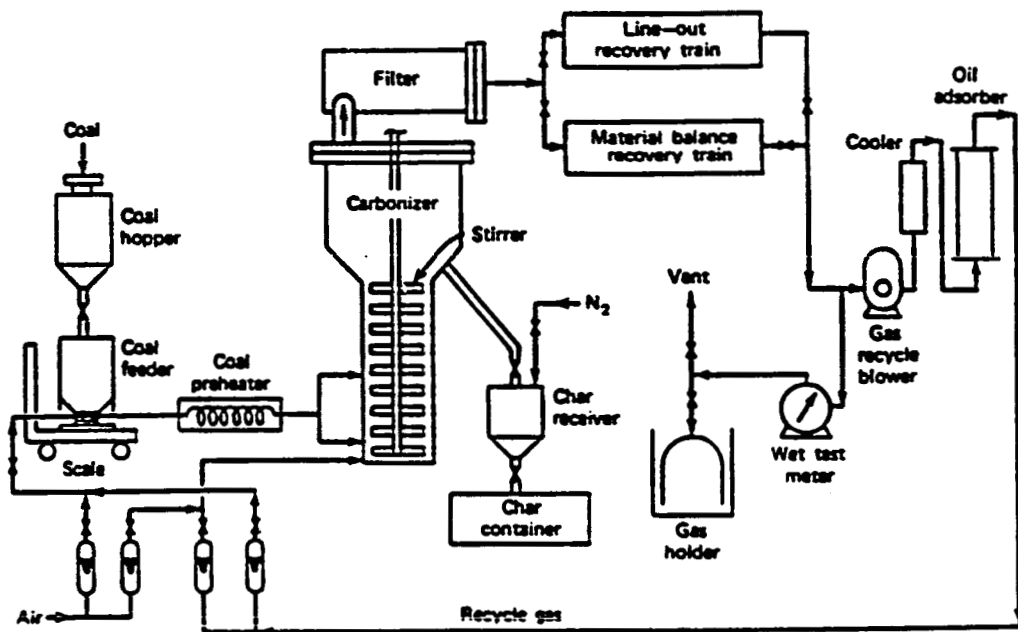 Line-out
recovery train
Filter
Oil
adsorber
Coal
Material balance
recovery train
Cooler
Carbonizer
Coal
hopper
Stirrer
Vent
N2
Coal
feeder
Coal
preheater
Gas
recycle
blower
Char
receiver
Scale
Wet test
meter
Char
container
Gas
holder
Air
Recycle gas